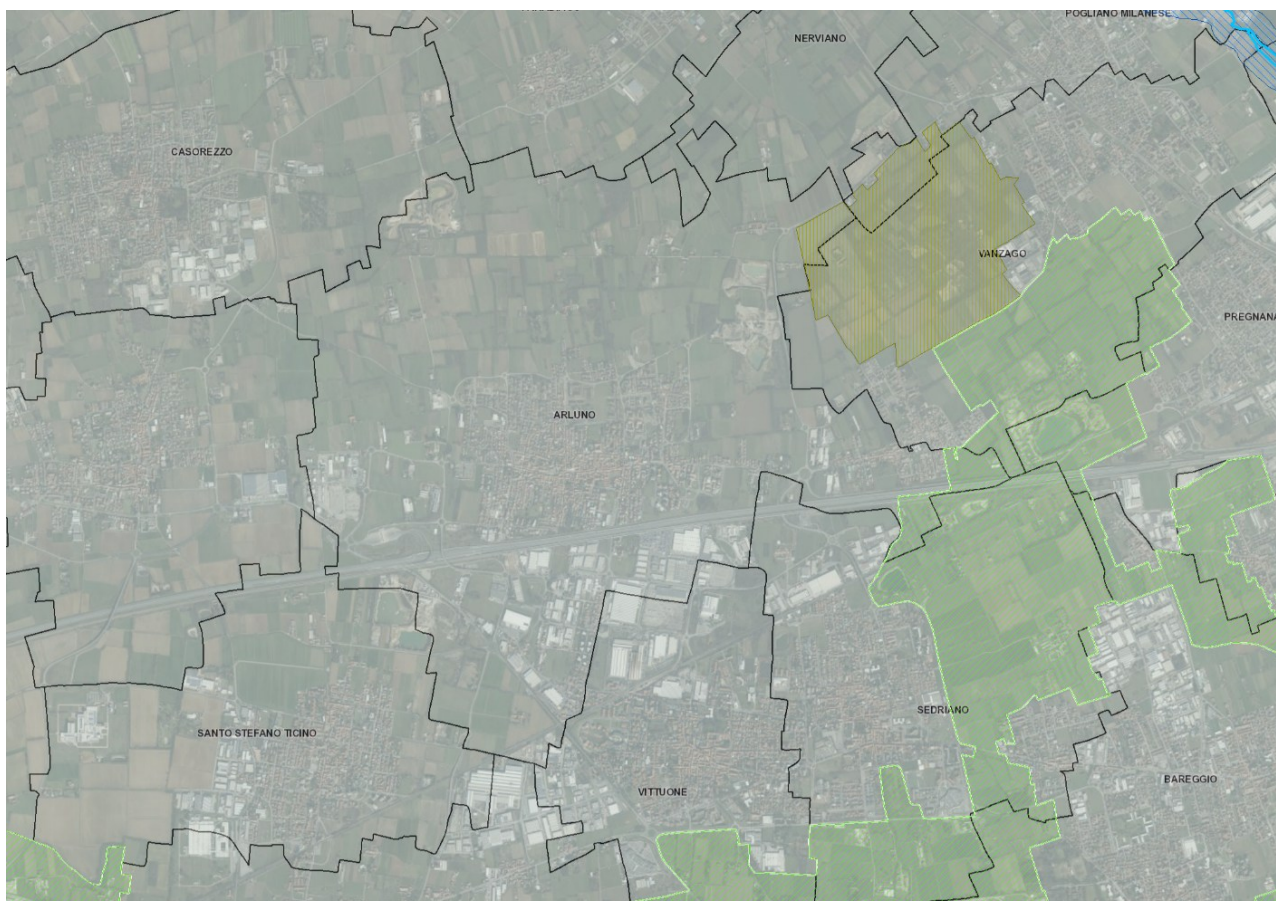 POGLIANO MILANESE
NERVIANO
CASOREZZO
VANZAGO
PREGNANA
ARLUNO
SEDRIANO
SANTO STEFANO TICINO
BAREGGIO
VITTUONE